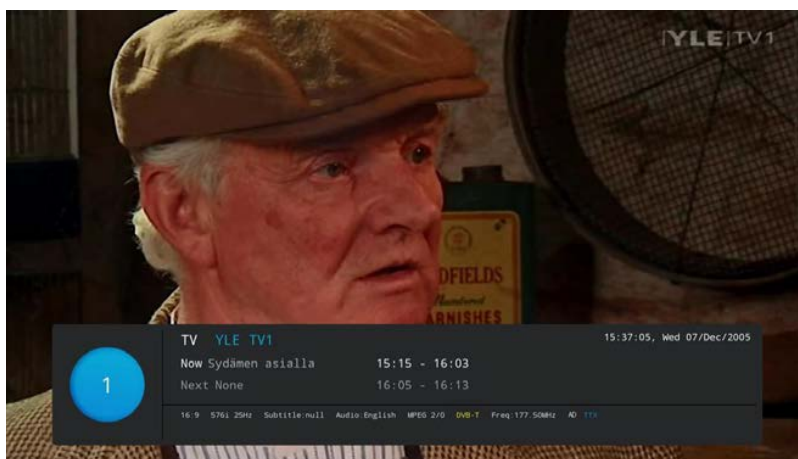 YLE TV1
DFIELDS
ARNISHES
TV YLE TV1 15:37:05, Wed 07/Dec/2005
Now Sydämen asialla 15:15 - 16:03
1
Next None 16:05 - 16:13
16:9 576i 25Hz Subtitle:null Audio:English MPEG 2/0 DVB-T Freq:177.50MHz AD TTX